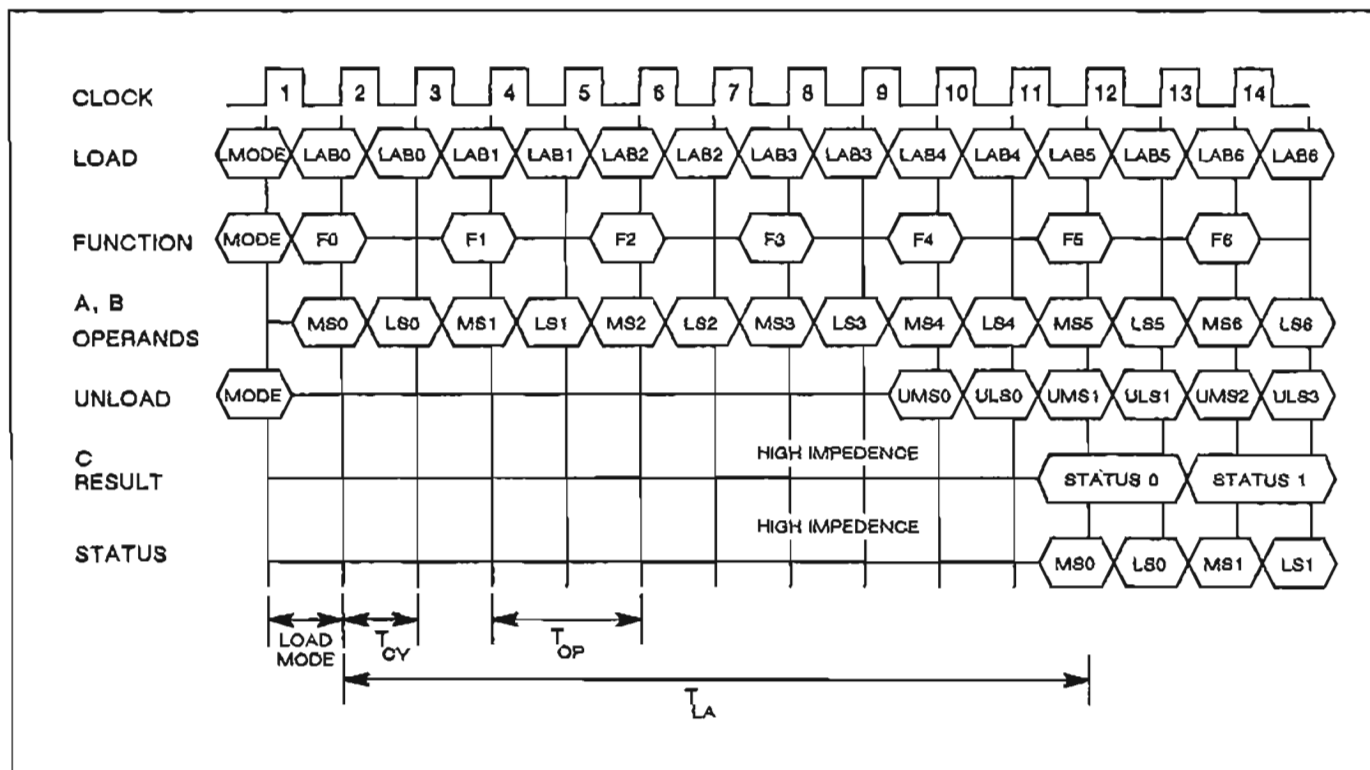 CLOCK 1 2 3 4 5 6 7 8 9 10 11 12 13 14
LOAD LMODE LAB0 LAB0 LAB1 LAB1 LAB2 LAB2 LAB3 LAB3 LAB4 LAB4 LAB5 LAB5 LAB6 LAB6
FUNCTION MODE F0 F1 F2 F3 F4 F5 F6
A, B
OPERANDS MS0 LS0 MS1 LS1 MS2 LS2 MS3 LS3 MS4 LS4 MS5 LS5 MS6 LS6
UNLOAD MODE UMS0 ULS0 UMS1 ULS1 UMS2 ULS3
HIGH IMPEDENCE
C
RESULT STATUS 0 STATUS 1
HIGH IMPEDENCE
STATUS MS0 LS0 MS1 LS1
LOAD
MODE
TCY
TOP
TLA